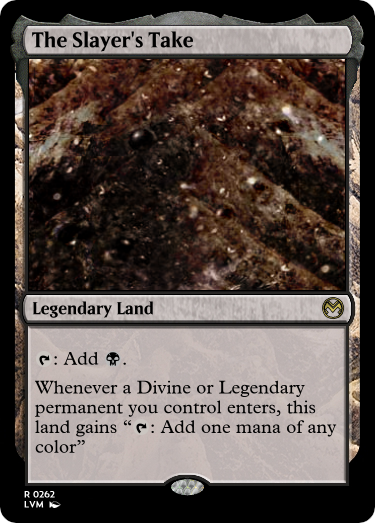 The Slayer's Take
Legendary Land
: Add .
Whenever a Divine or Legendary
permanent you control enters, this
land gains “ : Add one mana of any
color”
R 0262
LVM